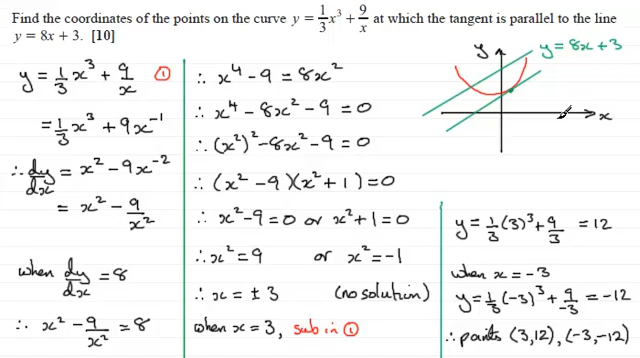 Find the coordinates of the points on the curve y = 1/3 x³ + 9/x at which the tangent is parallel to the line
y = 8x + 3. [10]
y = 1/3 x³ + 9/x ①
= 1/3 x³ + 9x⁻¹
∴ dy/dx = x² - 9x⁻²
= x² - 9/x²
when dy/dx = 8
∴ x² - 9/x² = 8
∴ x⁴ - 9 = 8x²
∴ x⁴ - 8x² - 9 = 0
∴ (x²)² - 8x² - 9 = 0
∴ (x² - 9)(x² + 1) = 0
∴ x² - 9 = 0 or x² + 1 = 0
∴ x² = 9 or x² = -1
∴ x = ± 3 (no solution)
when x = 3, sub in ①
y
y = 8x + 3
x
y = 1/3 (3)³ + 9/3 = 12
when x = -3
y = 1/3 (-3)³ + 9/-3 = -12
∴ points (3, 12), (-3, -12)